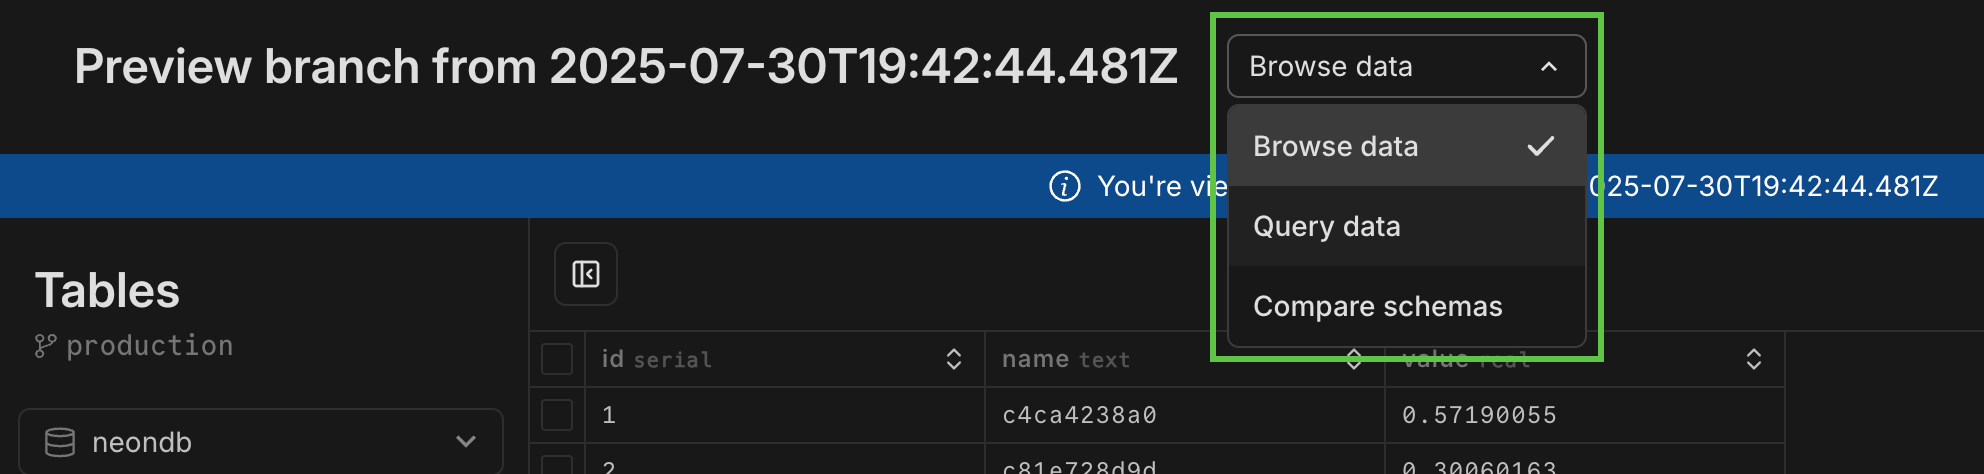 Preview branch from 2025-07-30T19:42:44.481Z
Browse data
Browse data
Query data
Compare schemas
You're vie
025-07-30T19:42:44.481Z
Tables
production
neondb
id serial
name text
value real
1
c4ca4238a0
0.57190055
2
c81e728d9d
0.30060163